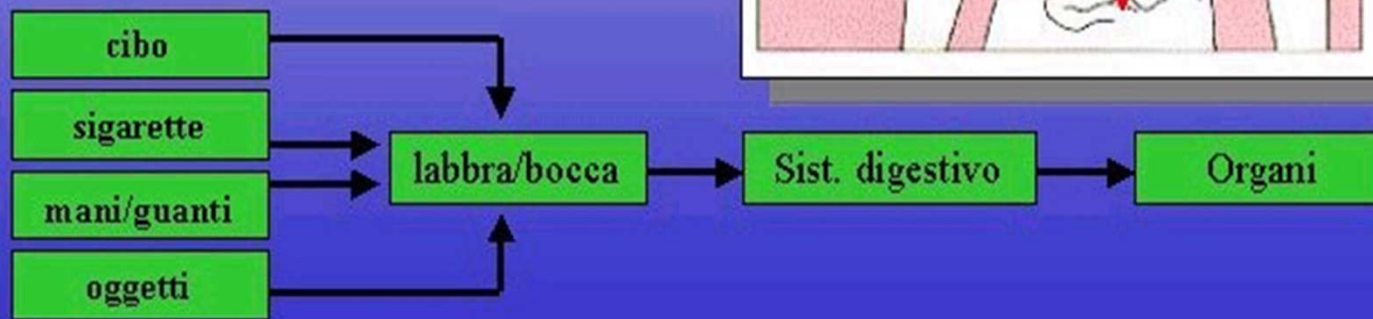 cibo
sigarette
mani/guanti
oggetti
labbra/bocca
Sist. digestivo
Organi